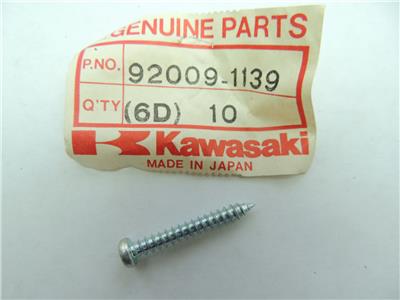 GENUINE PARTS
P.NO. 92009-1139
Q'TY (6D) 10
Kawasaki
MADE IN JAPAN